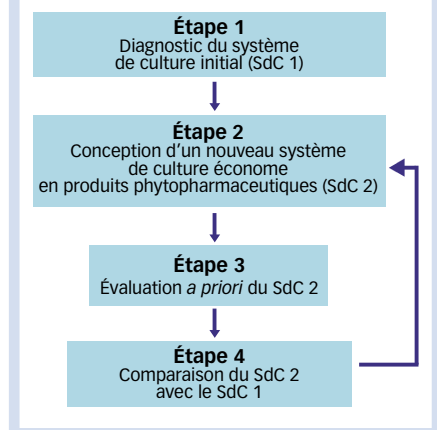 Étape 1
Diagnostic du système
de culture initial (SdC 1)
Étape 2
Conception d'un nouveau système
de culture économe
en produits phytopharmaceutiques (SdC 2)
Étape 3
Évaluation a priori du SdC 2
Étape 4
Comparaison du SdC 2
avec le SdC 1